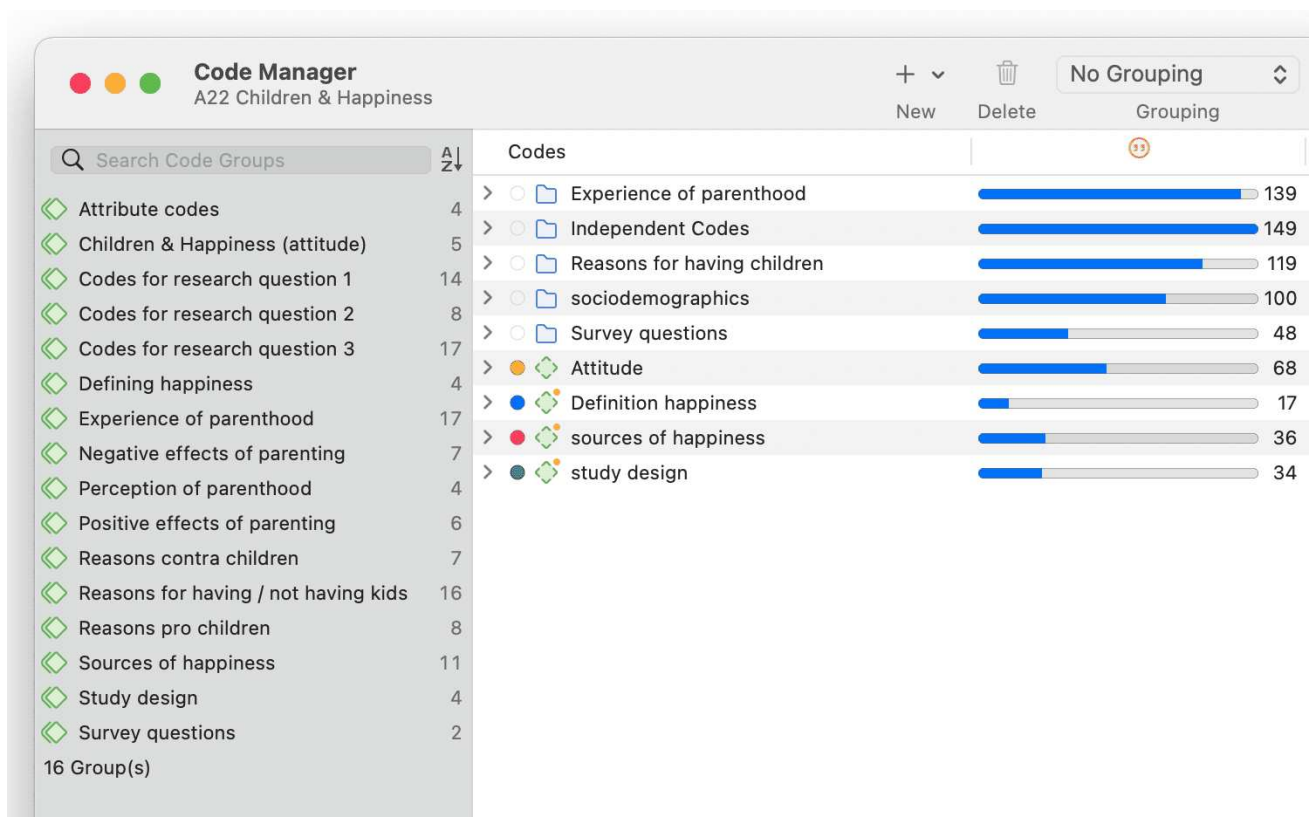 Code Manager
A22 Children & Happiness
New
Delete
No Grouping
Grouping
Search Code Groups
Attribute codes 4
Children & Happiness (attitude) 5
Codes for research question 1 14
Codes for research question 2 8
Codes for research question 3 17
Defining happiness 4
Experience of parenthood 17
Negative effects of parenting 7
Perception of parenthood 4
Positive effects of parenting 6
Reasons contra children 7
Reasons for having / not having kids 16
Reasons pro children 8
Sources of happiness 11
Study design 4
Survey questions 2
16 Group(s)
Codes
Experience of parenthood 139
Independent Codes 149
Reasons for having children 119
sociodemographics 100
Survey questions 48
Attitude 68
Definition happiness 17
sources of happiness 36
study design 34